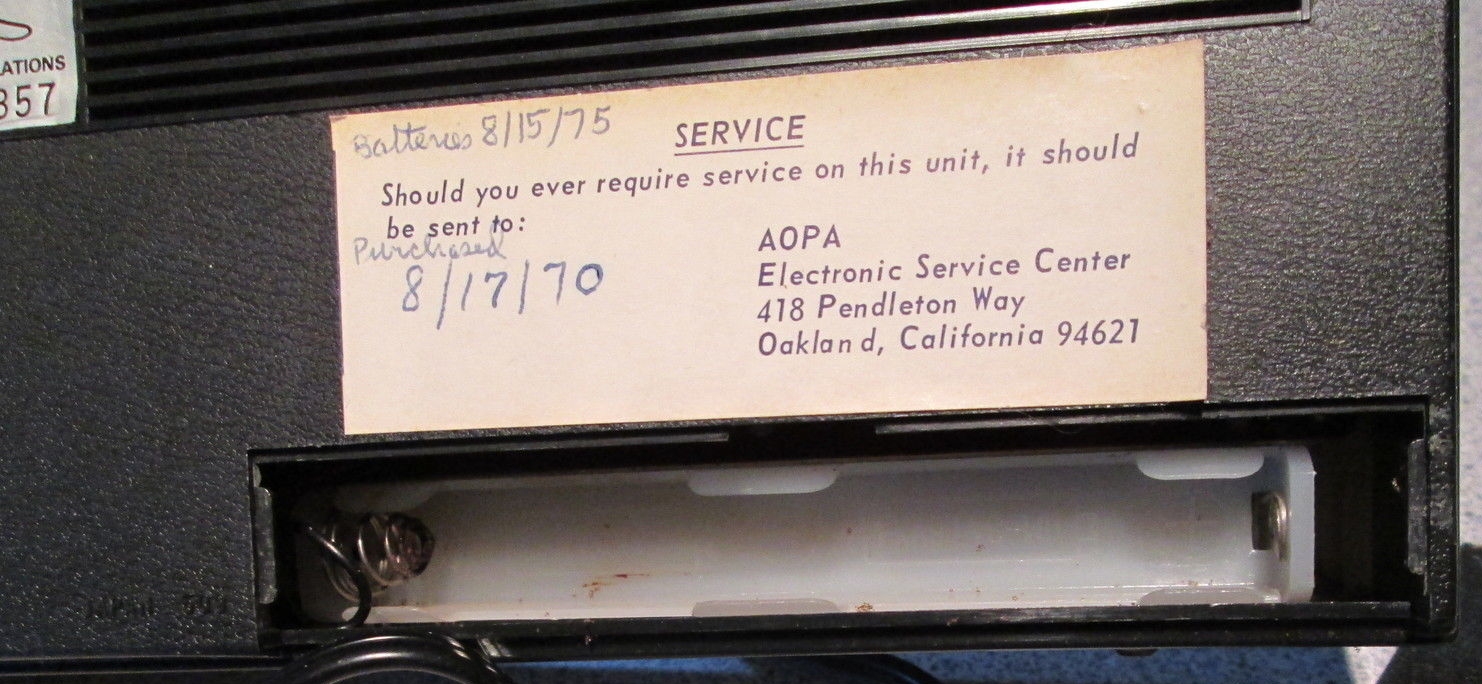 ATIONS
357
Batteries 8/15/75
SERVICE
Should you ever require service on this unit, it should
be sent to:
Purchased
8/17/70
AOPA
Electronic Service Center
418 Pendleton Way
Oakland, California 94621